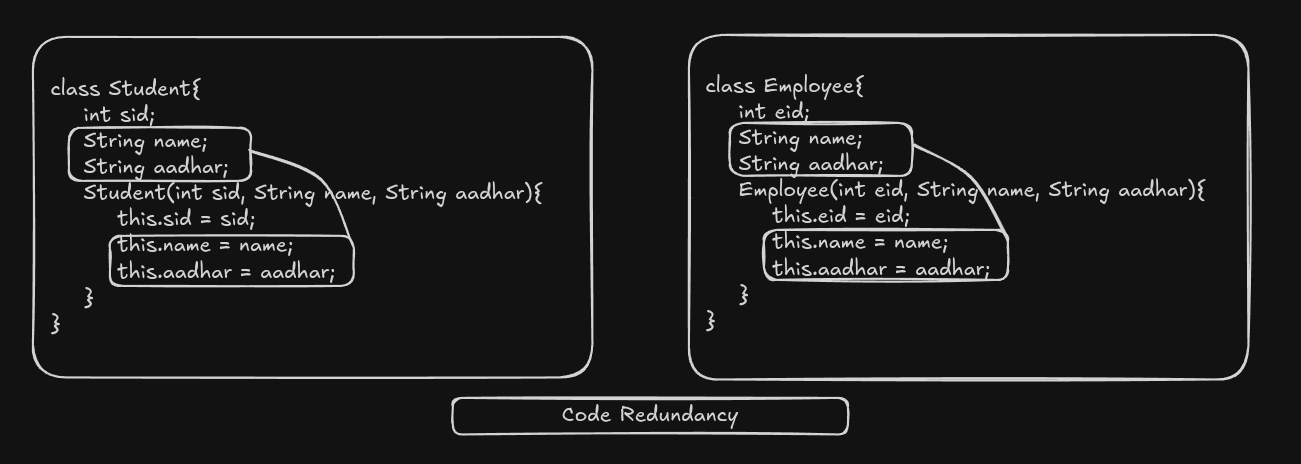 class Student{
int sid;
String name;
String aadhar;
Student(int sid, String name, String aadhar){
this.sid = sid;
this.name = name;
this.aadhar = aadhar;
}
}
class Employee{
int eid;
String name;
String aadhar;
Employee(int eid, String name, String aadhar){
this.eid = eid;
this.name = name;
this.aadhar = aadhar;
}
}
Code Redundancy